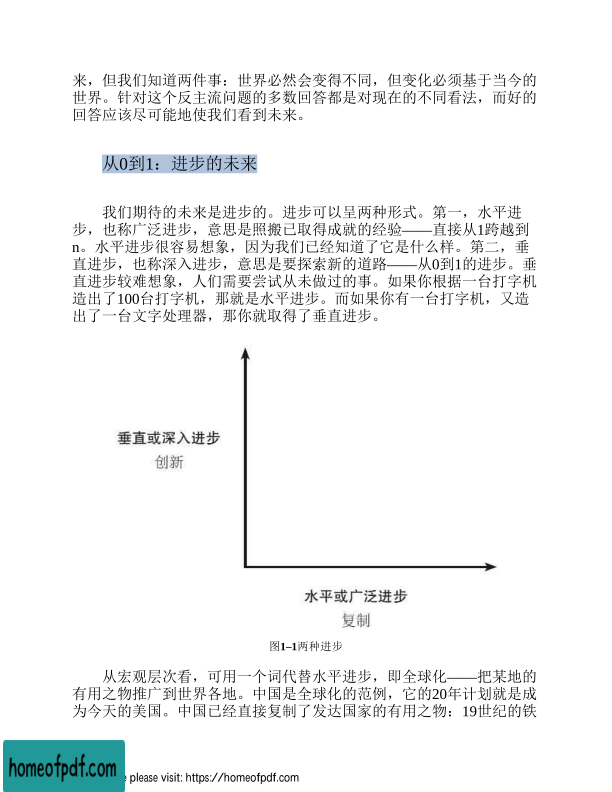 来，但我们知道两件事：世界必然会变得不同，但变化必须基于当今的
世界。针对这个反主流问题的多数回答都是对现在的不同看法，而好的
回答应该尽可能地使我们看到未来。
从0到1：进步的未来
我们期待的未来是进步的。进步可以呈两种形式。第一，水平进
步，也称广泛进步，意思是照搬已取得成就的经验——直接从1跨越到
n。水平进步很容易想象，因为我们已经知道了它是什么样。第二，垂
直进步，也称深入进步，意思是要探索新的道路——从0到1的进步。垂
直进步较难想象，人们需要尝试从未做过的事。如果你根据一台打字机
造出了100台打字机，那就是水平进步。而如果你有一台打字机，又造
出了一台文字处理器，那你就取得了垂直进步。
垂直或深入进步
创新
水平或广泛进步
复制
图1–1两种进步
从宏观层次看，可用一个词代替水平进步，即全球化——把某地的
有用之物推广到世界各地。中国是全球化的范例，它的20年计划就是成
为今天的美国。中国已经直接复制了发达国家的有用之物：19世纪的铁
homeofpdf.com
e please visit: https://homeofpdf.com